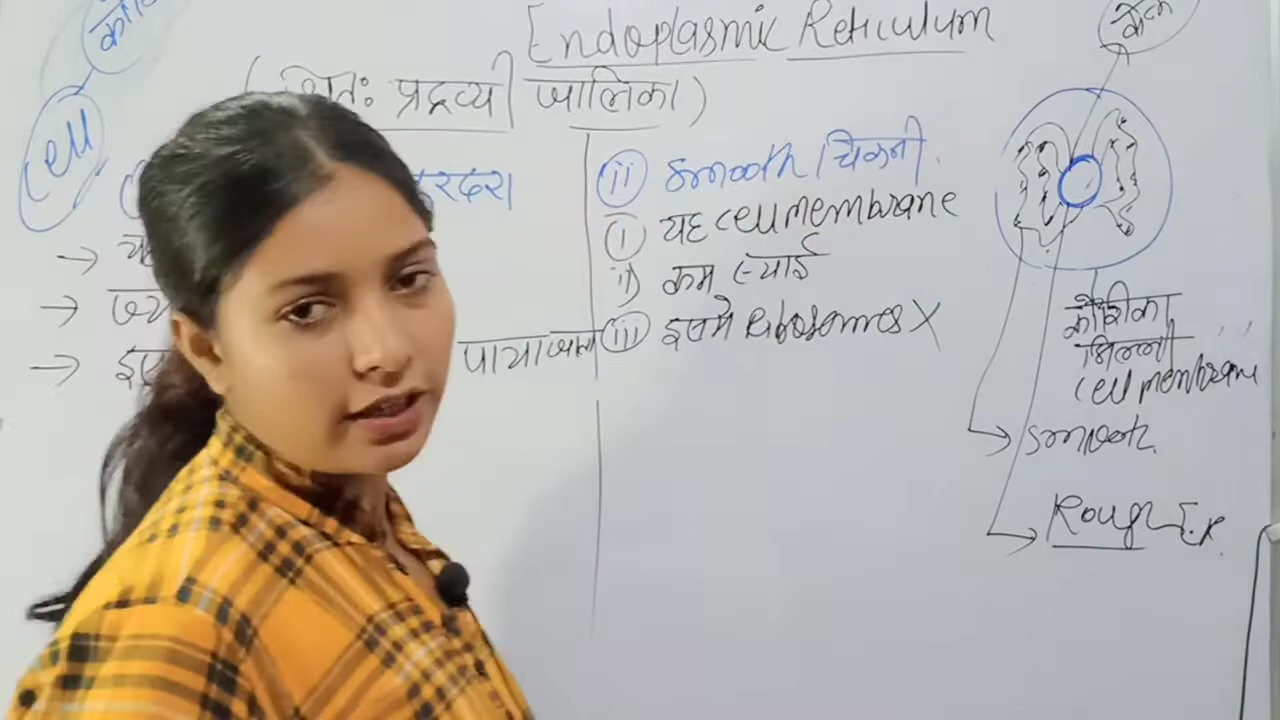 Endoplasmic Reticulum
प्रद्रव्यी जालिका)
cell
(ii) Smooth / चिकनी
(i) यह cell membrane
ii) कम स्थाई
(iii) इसमे Ribosomes X
पाया जाता
कोशिका
झिल्ली
cell membrane
smooth
Rough E.R